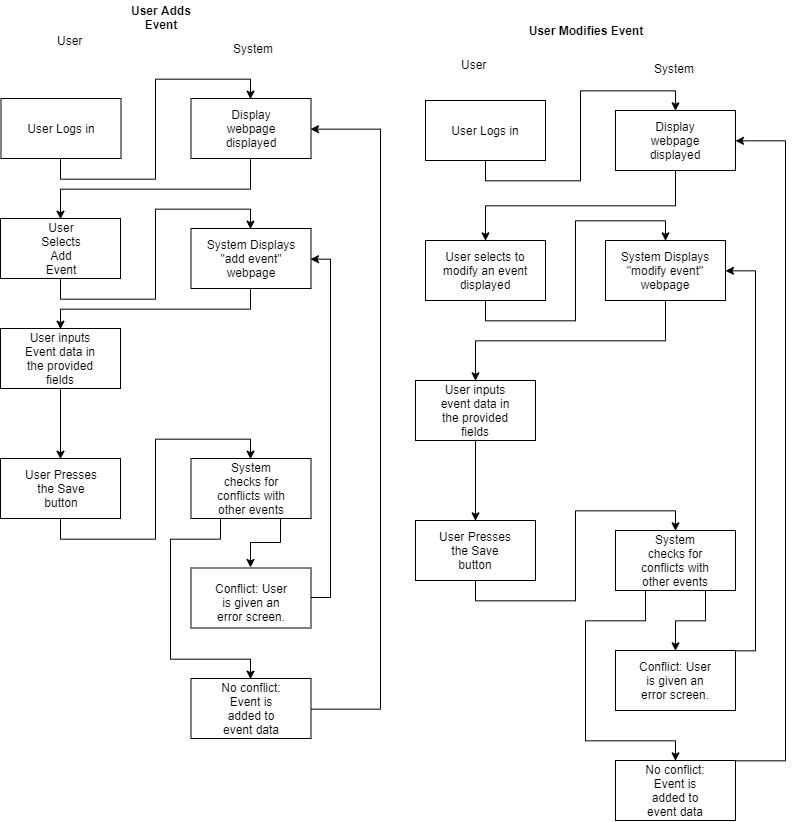 User Adds
Event
User
System
User Logs in
Display
webpage
displayed
User
Selects
Add
Event
System Displays
"add event"
webpage
User inputs
Event data in
the provided
fields
User Presses
the Save
button
System
checks for
conflicts with
other events
Conflict: User
is given an
error screen.
No conflict:
Event is
added to
event data
User Modifies Event
User
System
User Logs in
Display
webpage
displayed
User selects to
modify an event
displayed
System Displays
"modify event"
webpage
User inputs
event data in
the provided
fields
User Presses
the Save
button
System
checks for
conflicts with
other events
Conflict: User
is given an
error screen.
No conflict:
Event is
added to
event data